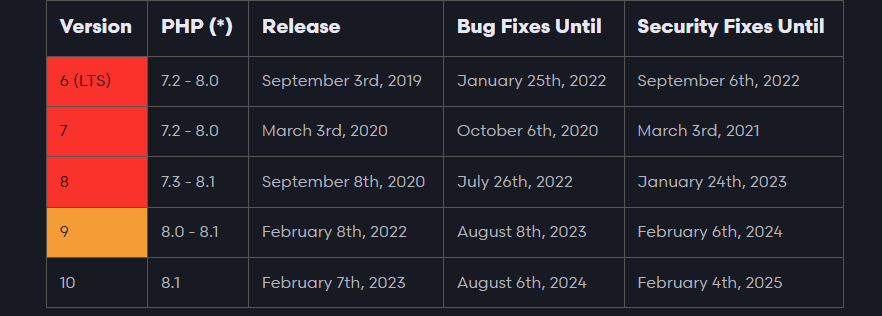 Version PHP (*) Release Bug Fixes Until Security Fixes Until
6 (LTS) 7.2 - 8.0 September 3rd, 2019 January 25th, 2022 September 6th, 2022
7 7.2 - 8.0 March 3rd, 2020 October 6th, 2020 March 3rd, 2021
8 7.3 - 8.1 September 8th, 2020 July 26th, 2022 January 24th, 2023
9 8.0 - 8.1 February 8th, 2022 August 8th, 2023 February 6th, 2024
10 8.1 February 7th, 2023 August 6th, 2024 February 4th, 2025